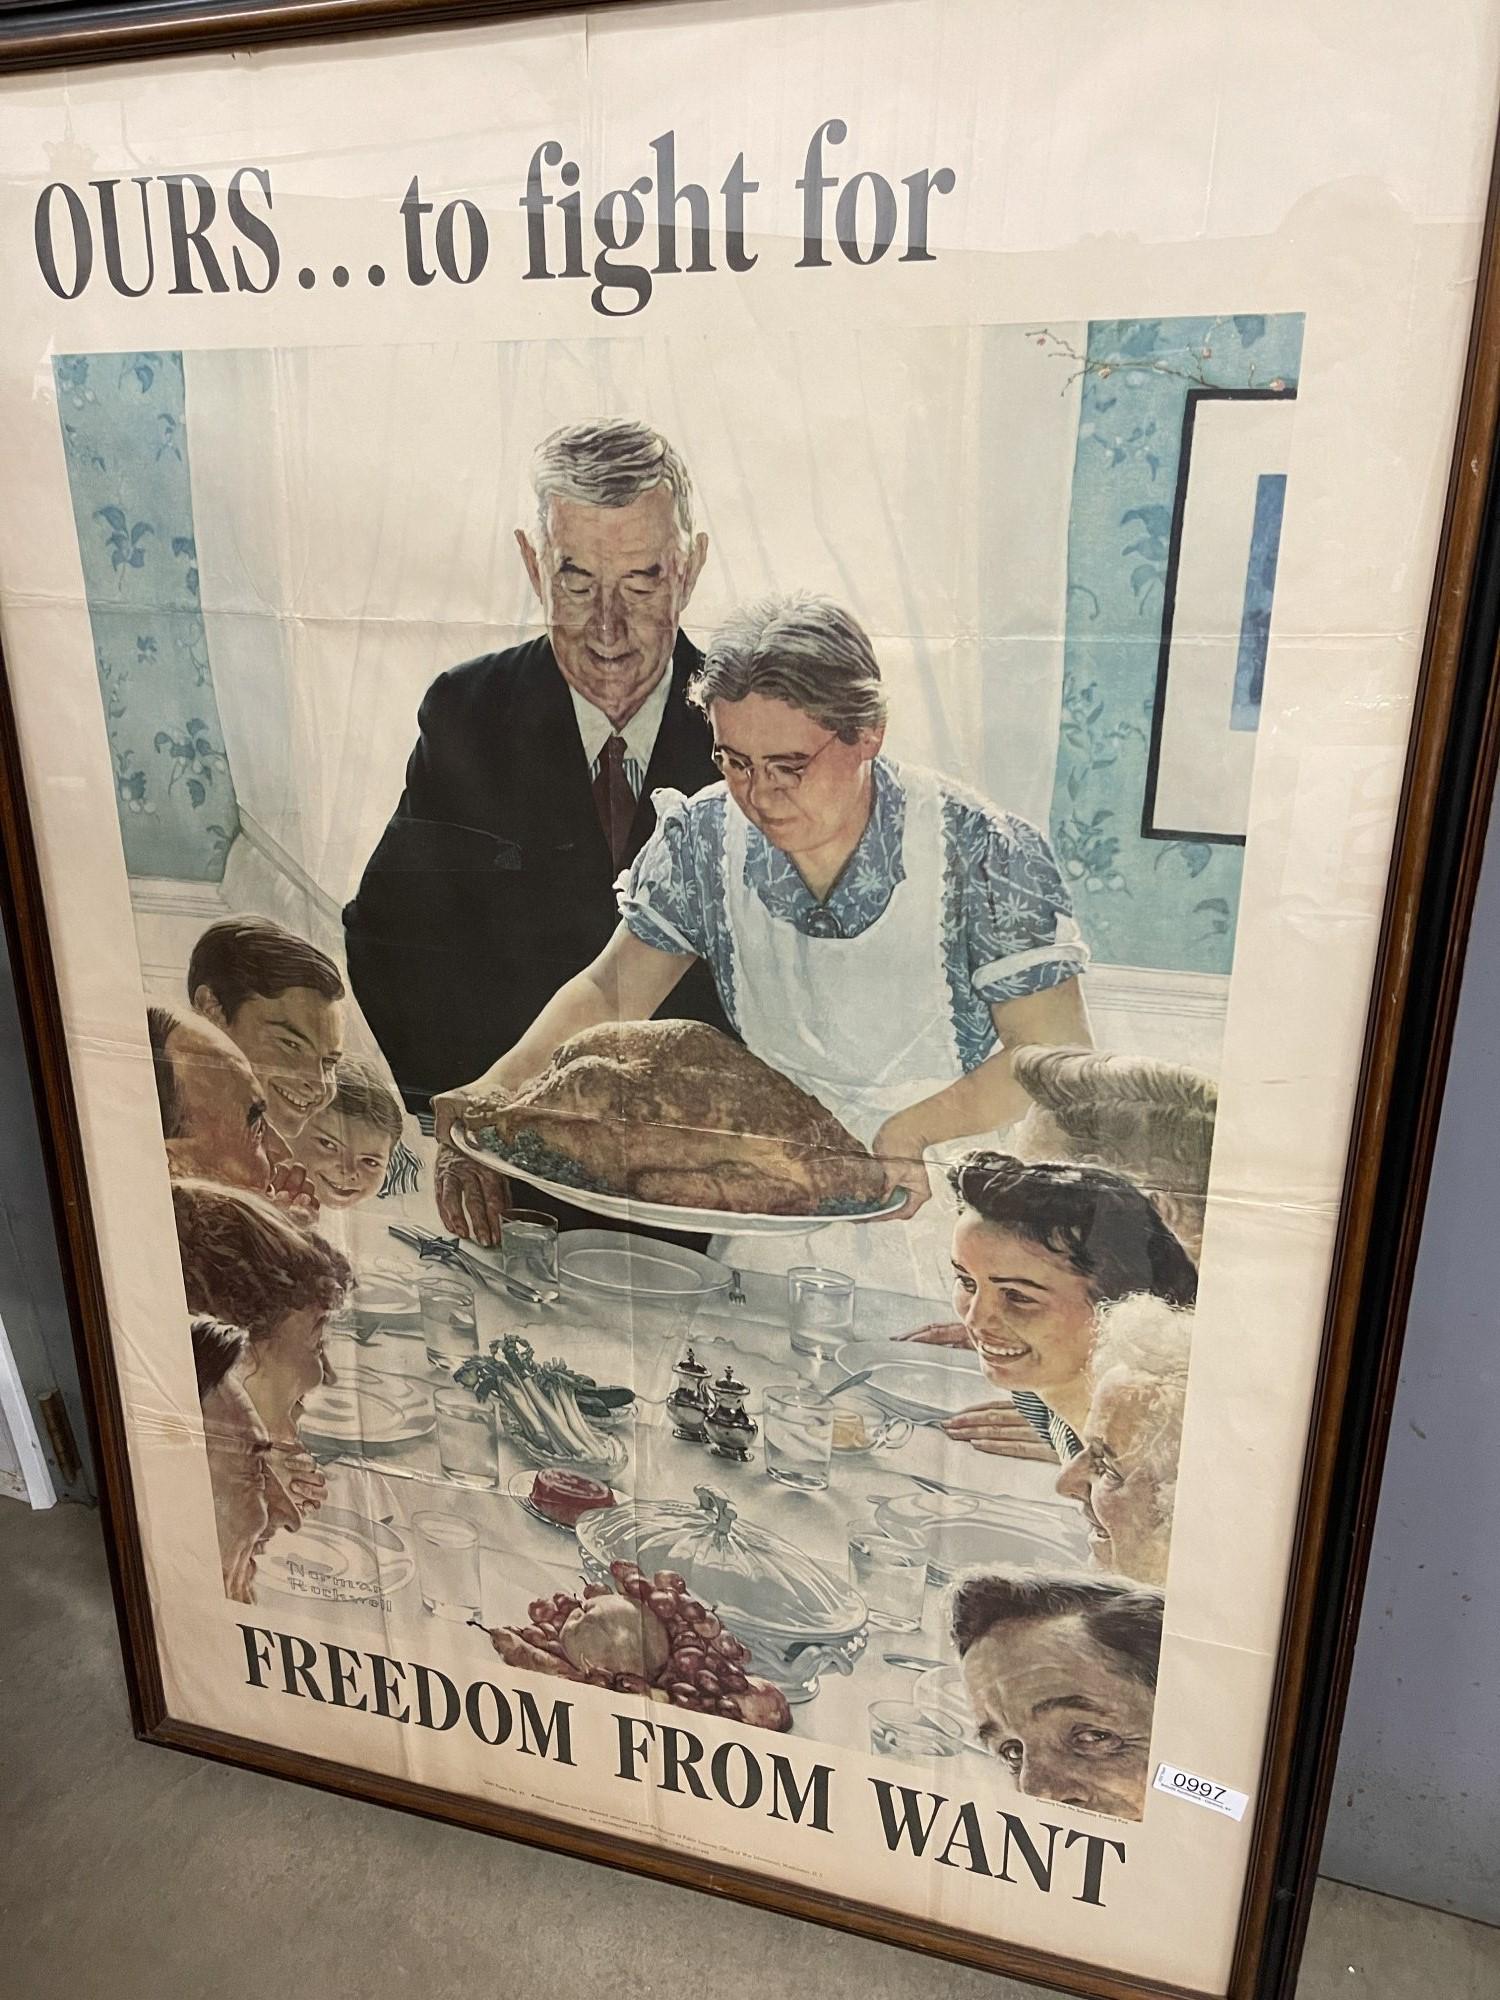 OURS...to fight for
Norman
Rockwell
FREEDOM FROM WANT
0997